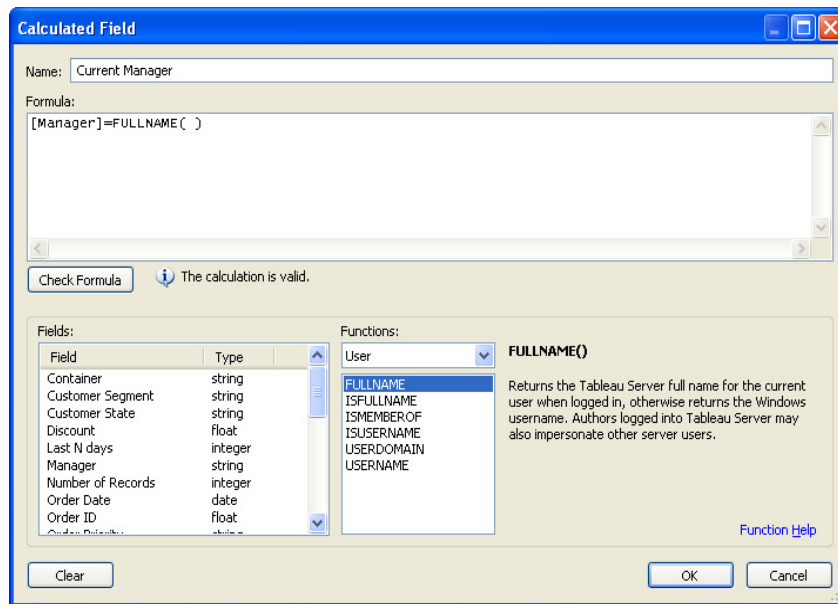 Calculated Field
Name: Current Manager
Formula:
[Manager]=FULLNAME( )
Check Formula
The calculation is valid.
Fields:
Field Type
Container string
Customer Segment string
Customer State string
Discount float
Last N days integer
Manager string
Number of Records integer
Order Date date
Order ID float
Functions:
User
FULLNAME
ISFULLNAME
ISMEMBEROF
ISUSERNAME
USERDOMAIN
USERNAME
FULLNAME()
Returns the Tableau Server full name for the current
user when logged in, otherwise returns the Windows
username. Authors logged into Tableau Server may
also impersonate other server users.
Function Help
Clear
OK
Cancel